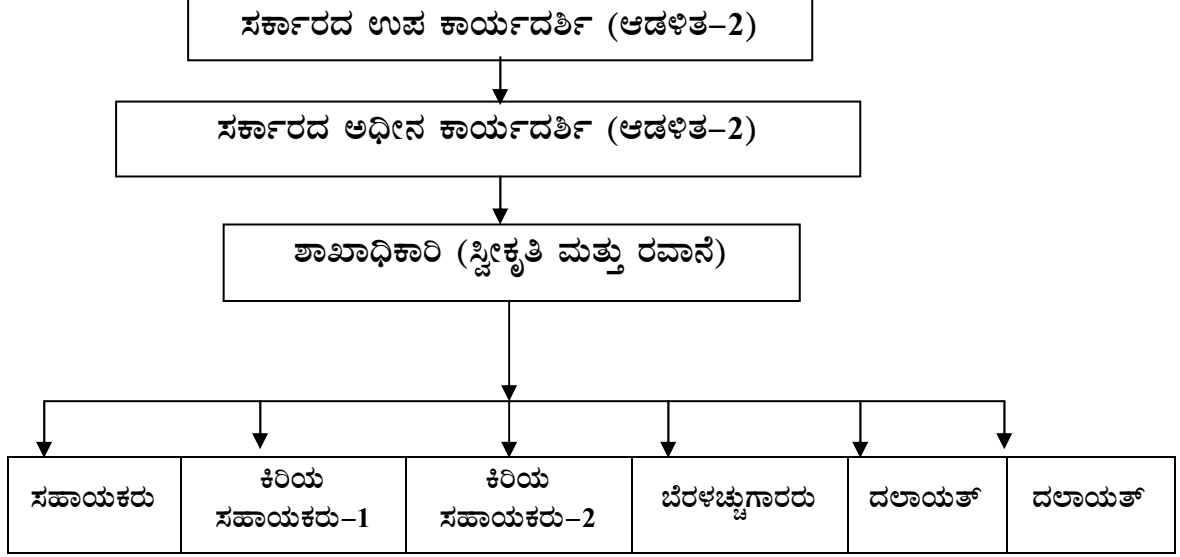 ಸರ್ಕಾರದ ಉಪ ಕಾರ್ಯದರ್ಶಿ (ಆಡಳಿತ–2)
ಸರ್ಕಾರದ ಅಧೀನ ಕಾರ್ಯದರ್ಶಿ (ಆಡಳಿತ–2)
ಶಾಖಾಧಿಕಾರಿ (ಸ್ವೀಕೃತಿ ಮತ್ತು ರವಾನೆ)
ಸಹಾಯಕರು
ಕಿರಿಯ
ಸಹಾಯಕರು–1
ಕಿರಿಯ
ಸಹಾಯಕರು–2
ಬೆರಳಚ್ಚುಗಾರರು
ದಲಾಯತ್
ದಲಾಯತ್